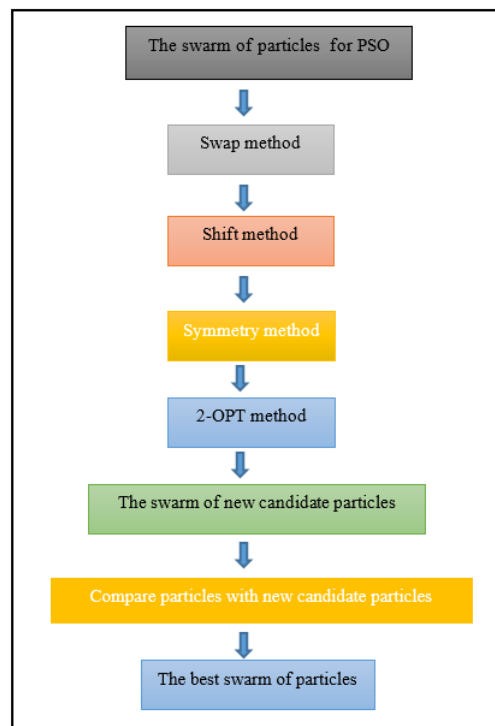 The swarm of particles for PSO
Swap method
Shift method
Symmetry method
2-OPT method
The swarm of new candidate particles
Compare particles with new candidate particles
The best swarm of particles